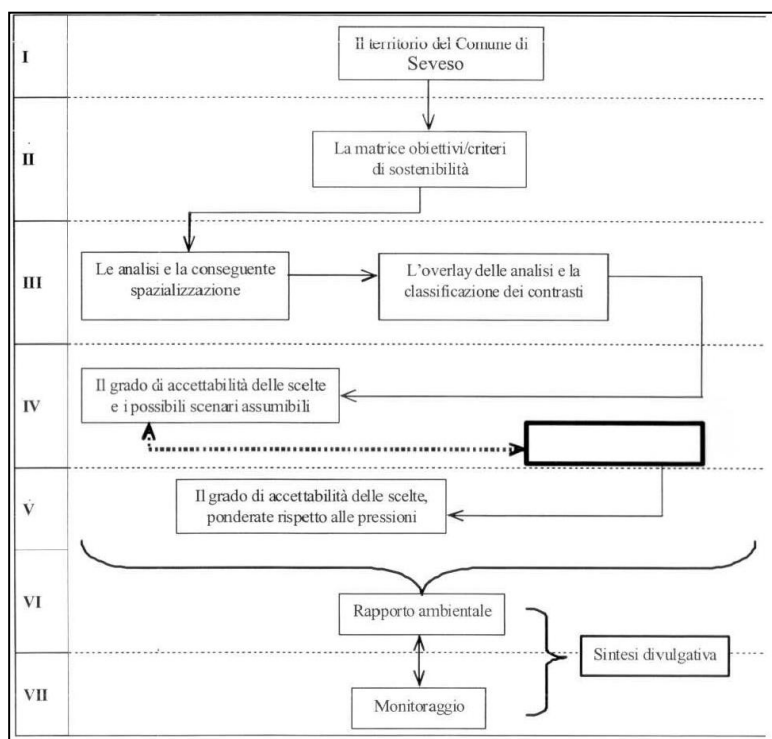 I
Il territorio del Comune di
Seveso
II
La matrice obiettivi/criteri
di sostenibilità
III
Le analisi e la conseguente
spazializzazione
L'overlay delle analisi e la
classificazione dei contrasti
IV
Il grado di accettabilità delle scelte
e i possibili scenari assumibili
V
Il grado di accettabilità delle scelte,
ponderate rispetto alle pressioni
VI
Rapporto ambientale
Sintesi divulgativa
VII
Monitoraggio